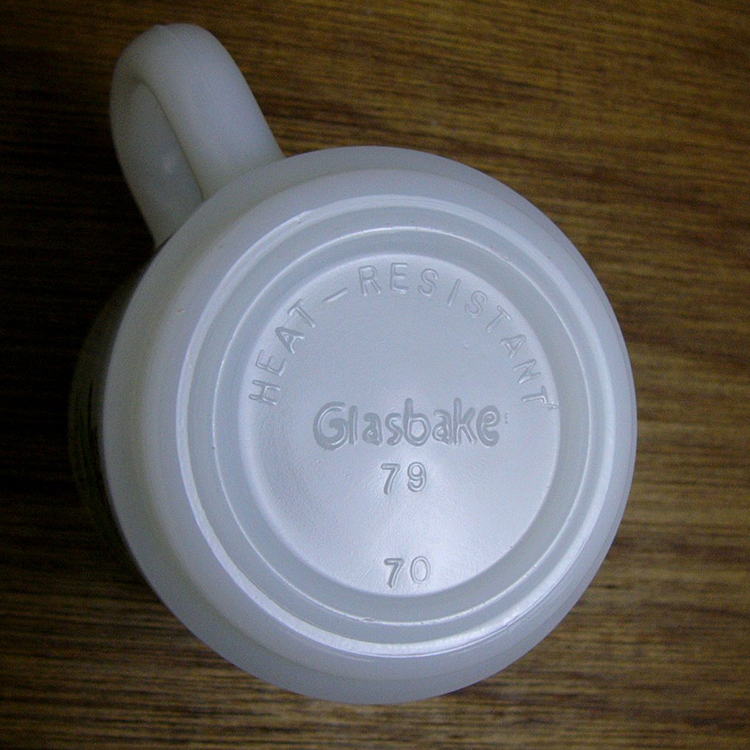 HEAT-RESISTANT
Glasbake
79
70